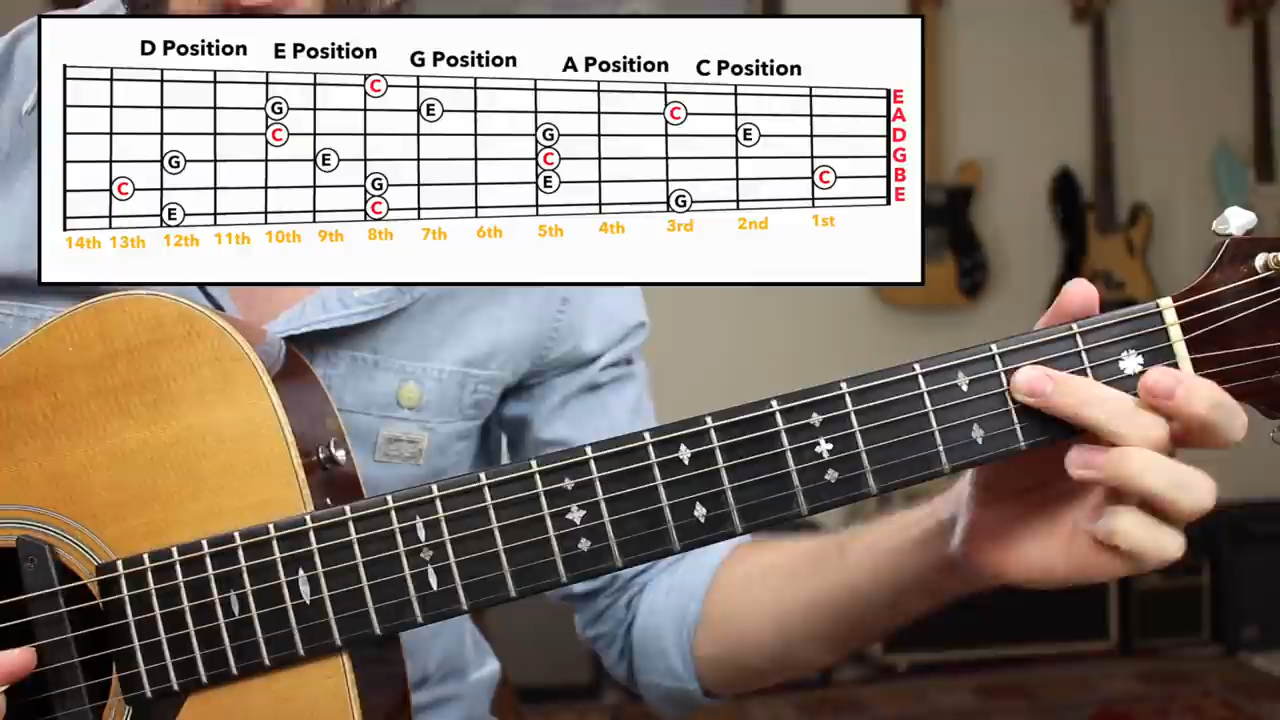 D Position E Position G Position A Position C Position
C E
G E C A
C G E D
G E C G
C G E C B
E C G E
14th 13th 12th 11th 10th 9th 8th 7th 6th 5th 4th 3rd 2nd 1st